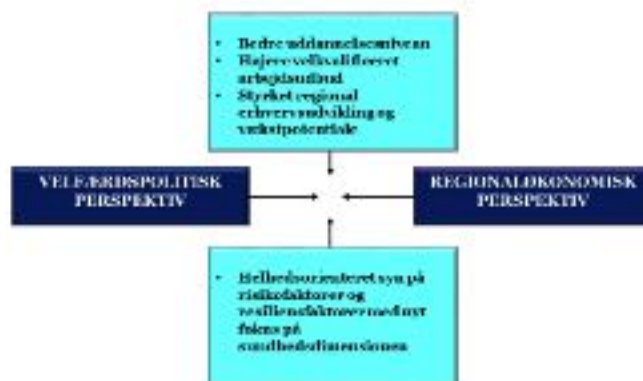 • Bedre uddannelsesniveau
• Højere velkvalificeret
arbejdsudbud
• Styrket regional
erhvervsudvikling og
vækstpotentiale
VELFÆRDSPOLITISK
PERSPEKTIV
REGIONALØKONOMISK
PERSPEKTIV
• Helhedsorienteret syn på
risikofaktorer og
resiliensfaktorer med nyt
fokus på
sundhedsdimensionen